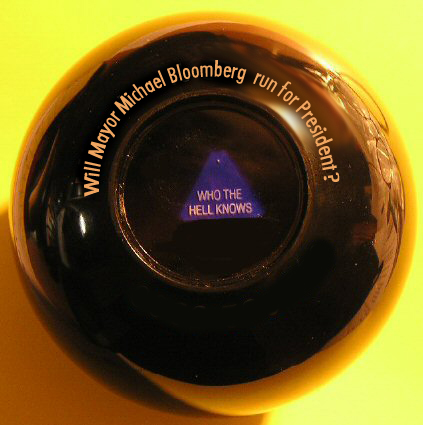 Will Mayor Michael Bloomberg run for President?
WHO THE
HELL KNOWS